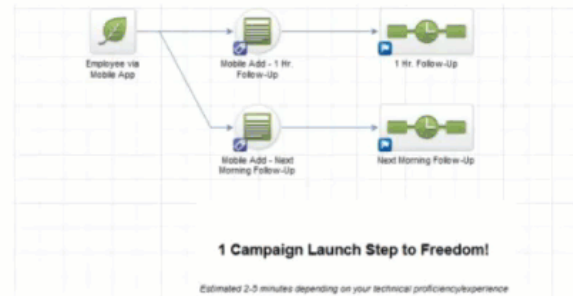 Employee via
Mobile App
Mobile Add - 1 Hr.
Follow-Up
1 Hr. Follow-Up
Mobile Add - Next
Morning Follow-Up
Next Morning Follow-Up
1 Campaign Launch Step to Freedom!
Estimated 2-5 minutes depending on your technical proficiency/experience